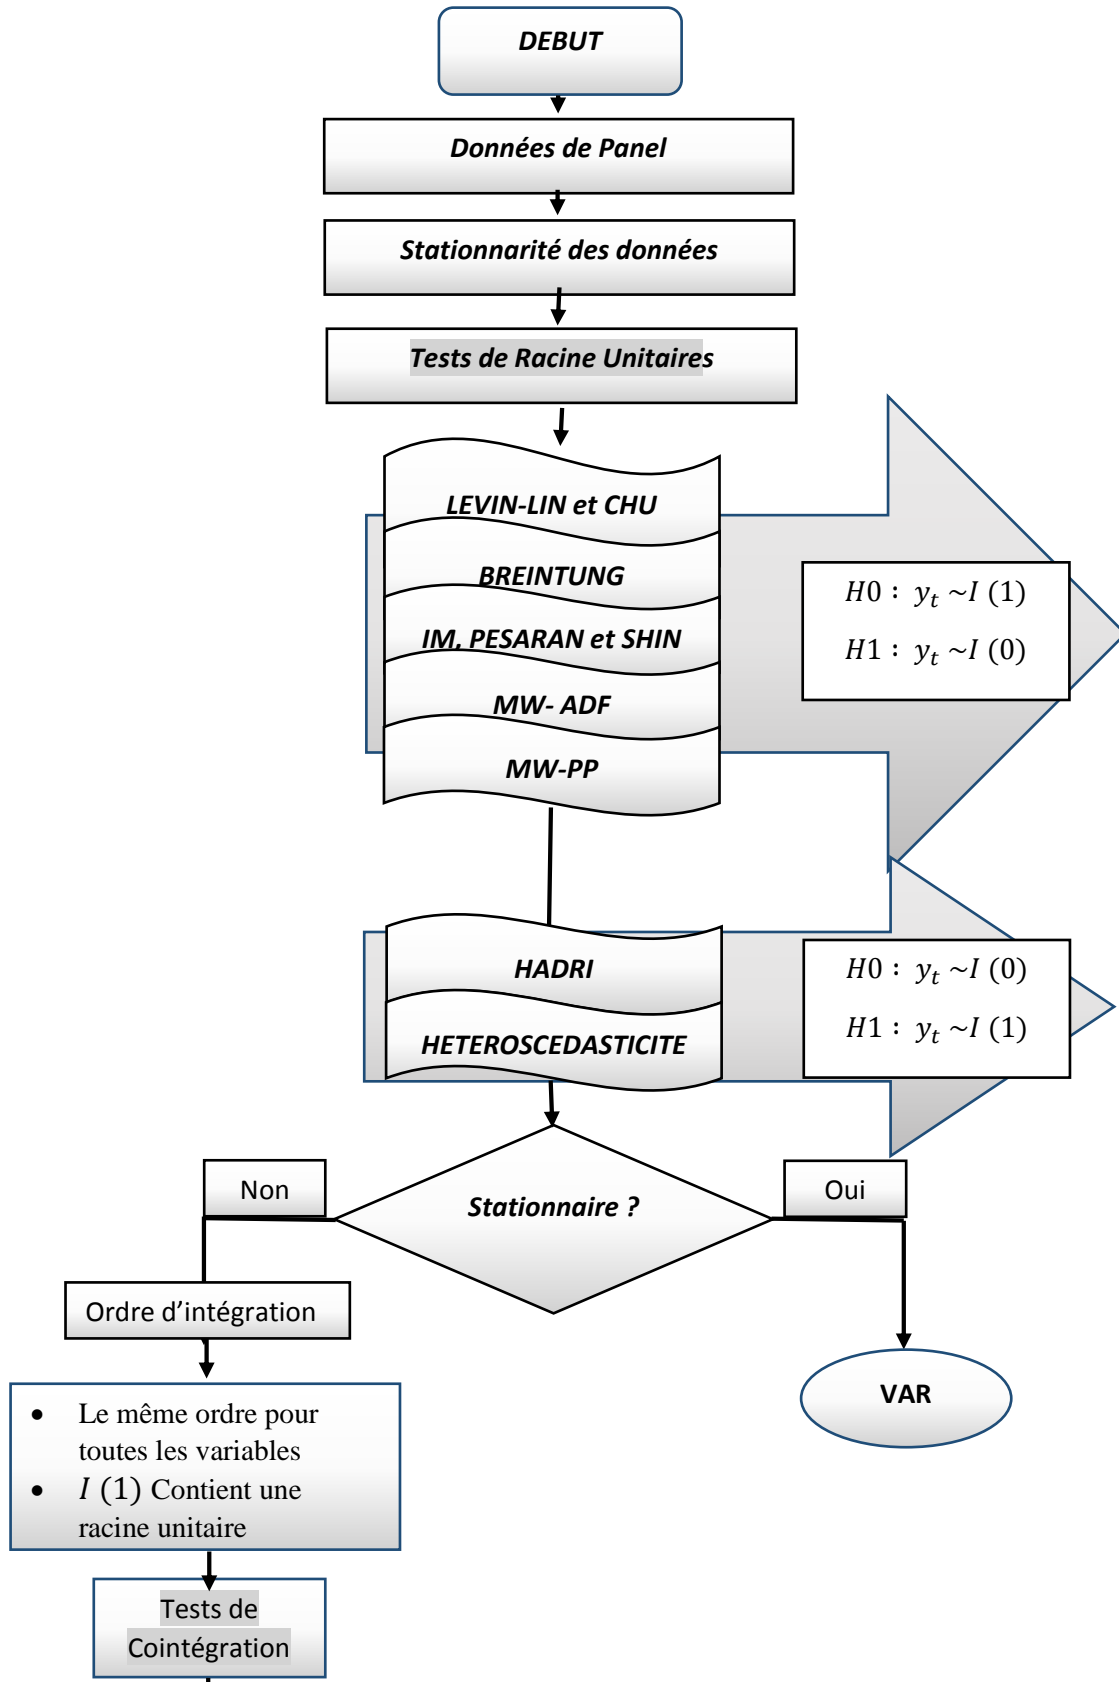 DEBUT
Données de Panel
Stationnarité des données
Tests de Racine Unitaires
LEVIN-LIN et CHU
BREINTUNG
IM, PESARAN et SHIN
MW- ADF
MW-PP
H0 : y_t ~I (1)
H1 : y_t ~I (0)
HADRI
HETEROSCEDASTICITE
H0 : y_t ~I (0)
H1 : y_t ~I (1)
Stationnaire ?
Non
Oui
Ordre d’intégration
VAR
• Le même ordre pour
toutes les variables
• I (1) Contient une
racine unitaire
Tests de
Cointégration